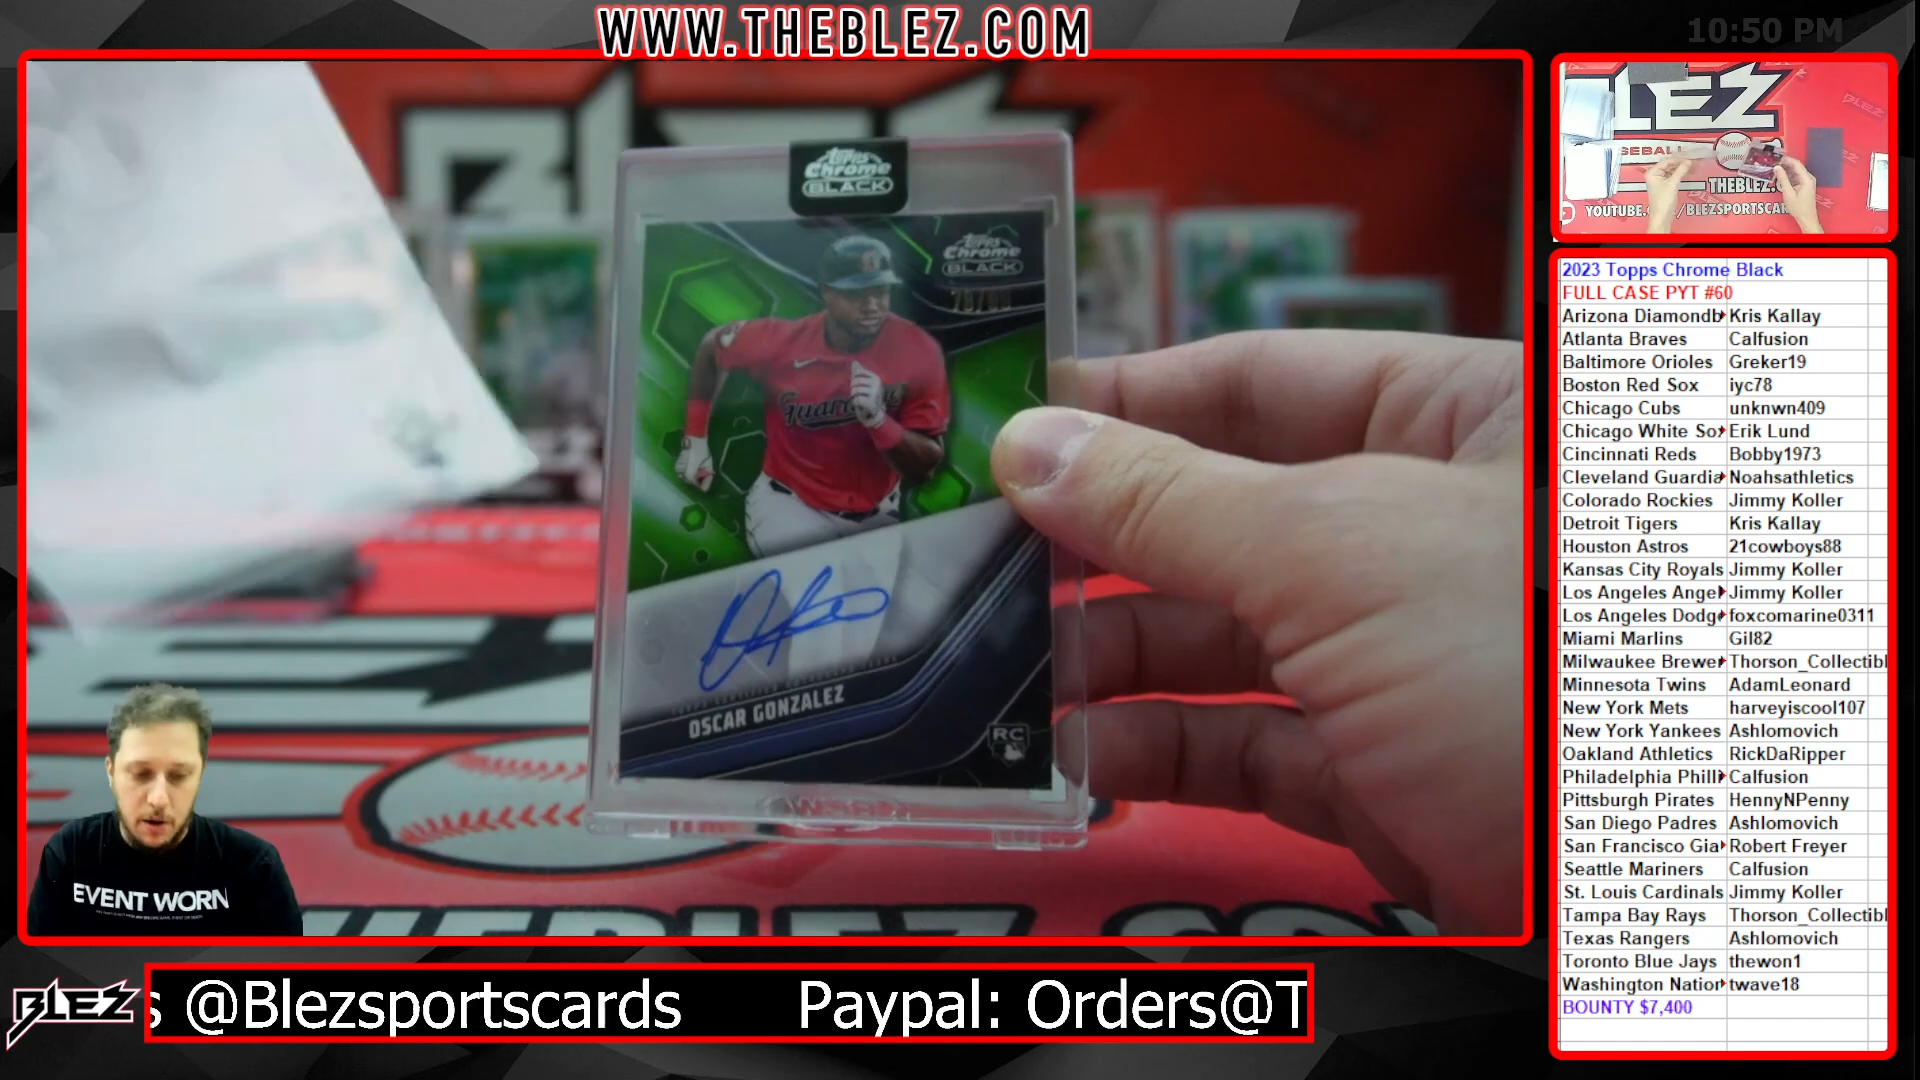 WWW.THEBLEZ.COM
10:50 PM
Topps
Chrome
BLACK
Topps
Chrome
BLACK
OSCAR GONZALEZ
RC
EVENT WORN
BLEZ
BASEBALL
THEBLEZ.
YOUTUBE. /BLEZSPORTSCAR
2023 Topps Chrome Black
FULL CASE PYT #60
Arizona Diamondb Kris Kallay
Atlanta Braves Calfusion
Baltimore Orioles Greker19
Boston Red Sox iyc78
Chicago Cubs unknwn409
Chicago White Sox Erik Lund
Cincinnati Reds Bobby1973
Cleveland Guardia Noahsathletics
Colorado Rockies Jimmy Koller
Detroit Tigers Kris Kallay
Houston Astros 21cowboys88
Kansas City Royals Jimmy Koller
Los Angeles Angel Jimmy Koller
Los Angeles Dodge foxcomarine0311
Miami Marlins Gil82
Milwaukee Brewer Thorson_Collectibl
Minnesota Twins AdamLeonard
New York Mets harveyiscool107
New York Yankees Ashlomovich
Oakland Athletics RickDaRipper
Philadelphia Philli Calfusion
Pittsburgh Pirates HennyNPenny
San Diego Padres Ashlomovich
San Francisco Gia Robert Freyer
Seattle Mariners Calfusion
St. Louis Cardinals Jimmy Koller
Tampa Bay Rays Thorson_Collectibl
Texas Rangers Ashlomovich
Toronto Blue Jays thewon1
Washington Nation twave18
BOUNTY $7,400
BLEZ
s @Blezsportscards Paypal: Orders@T